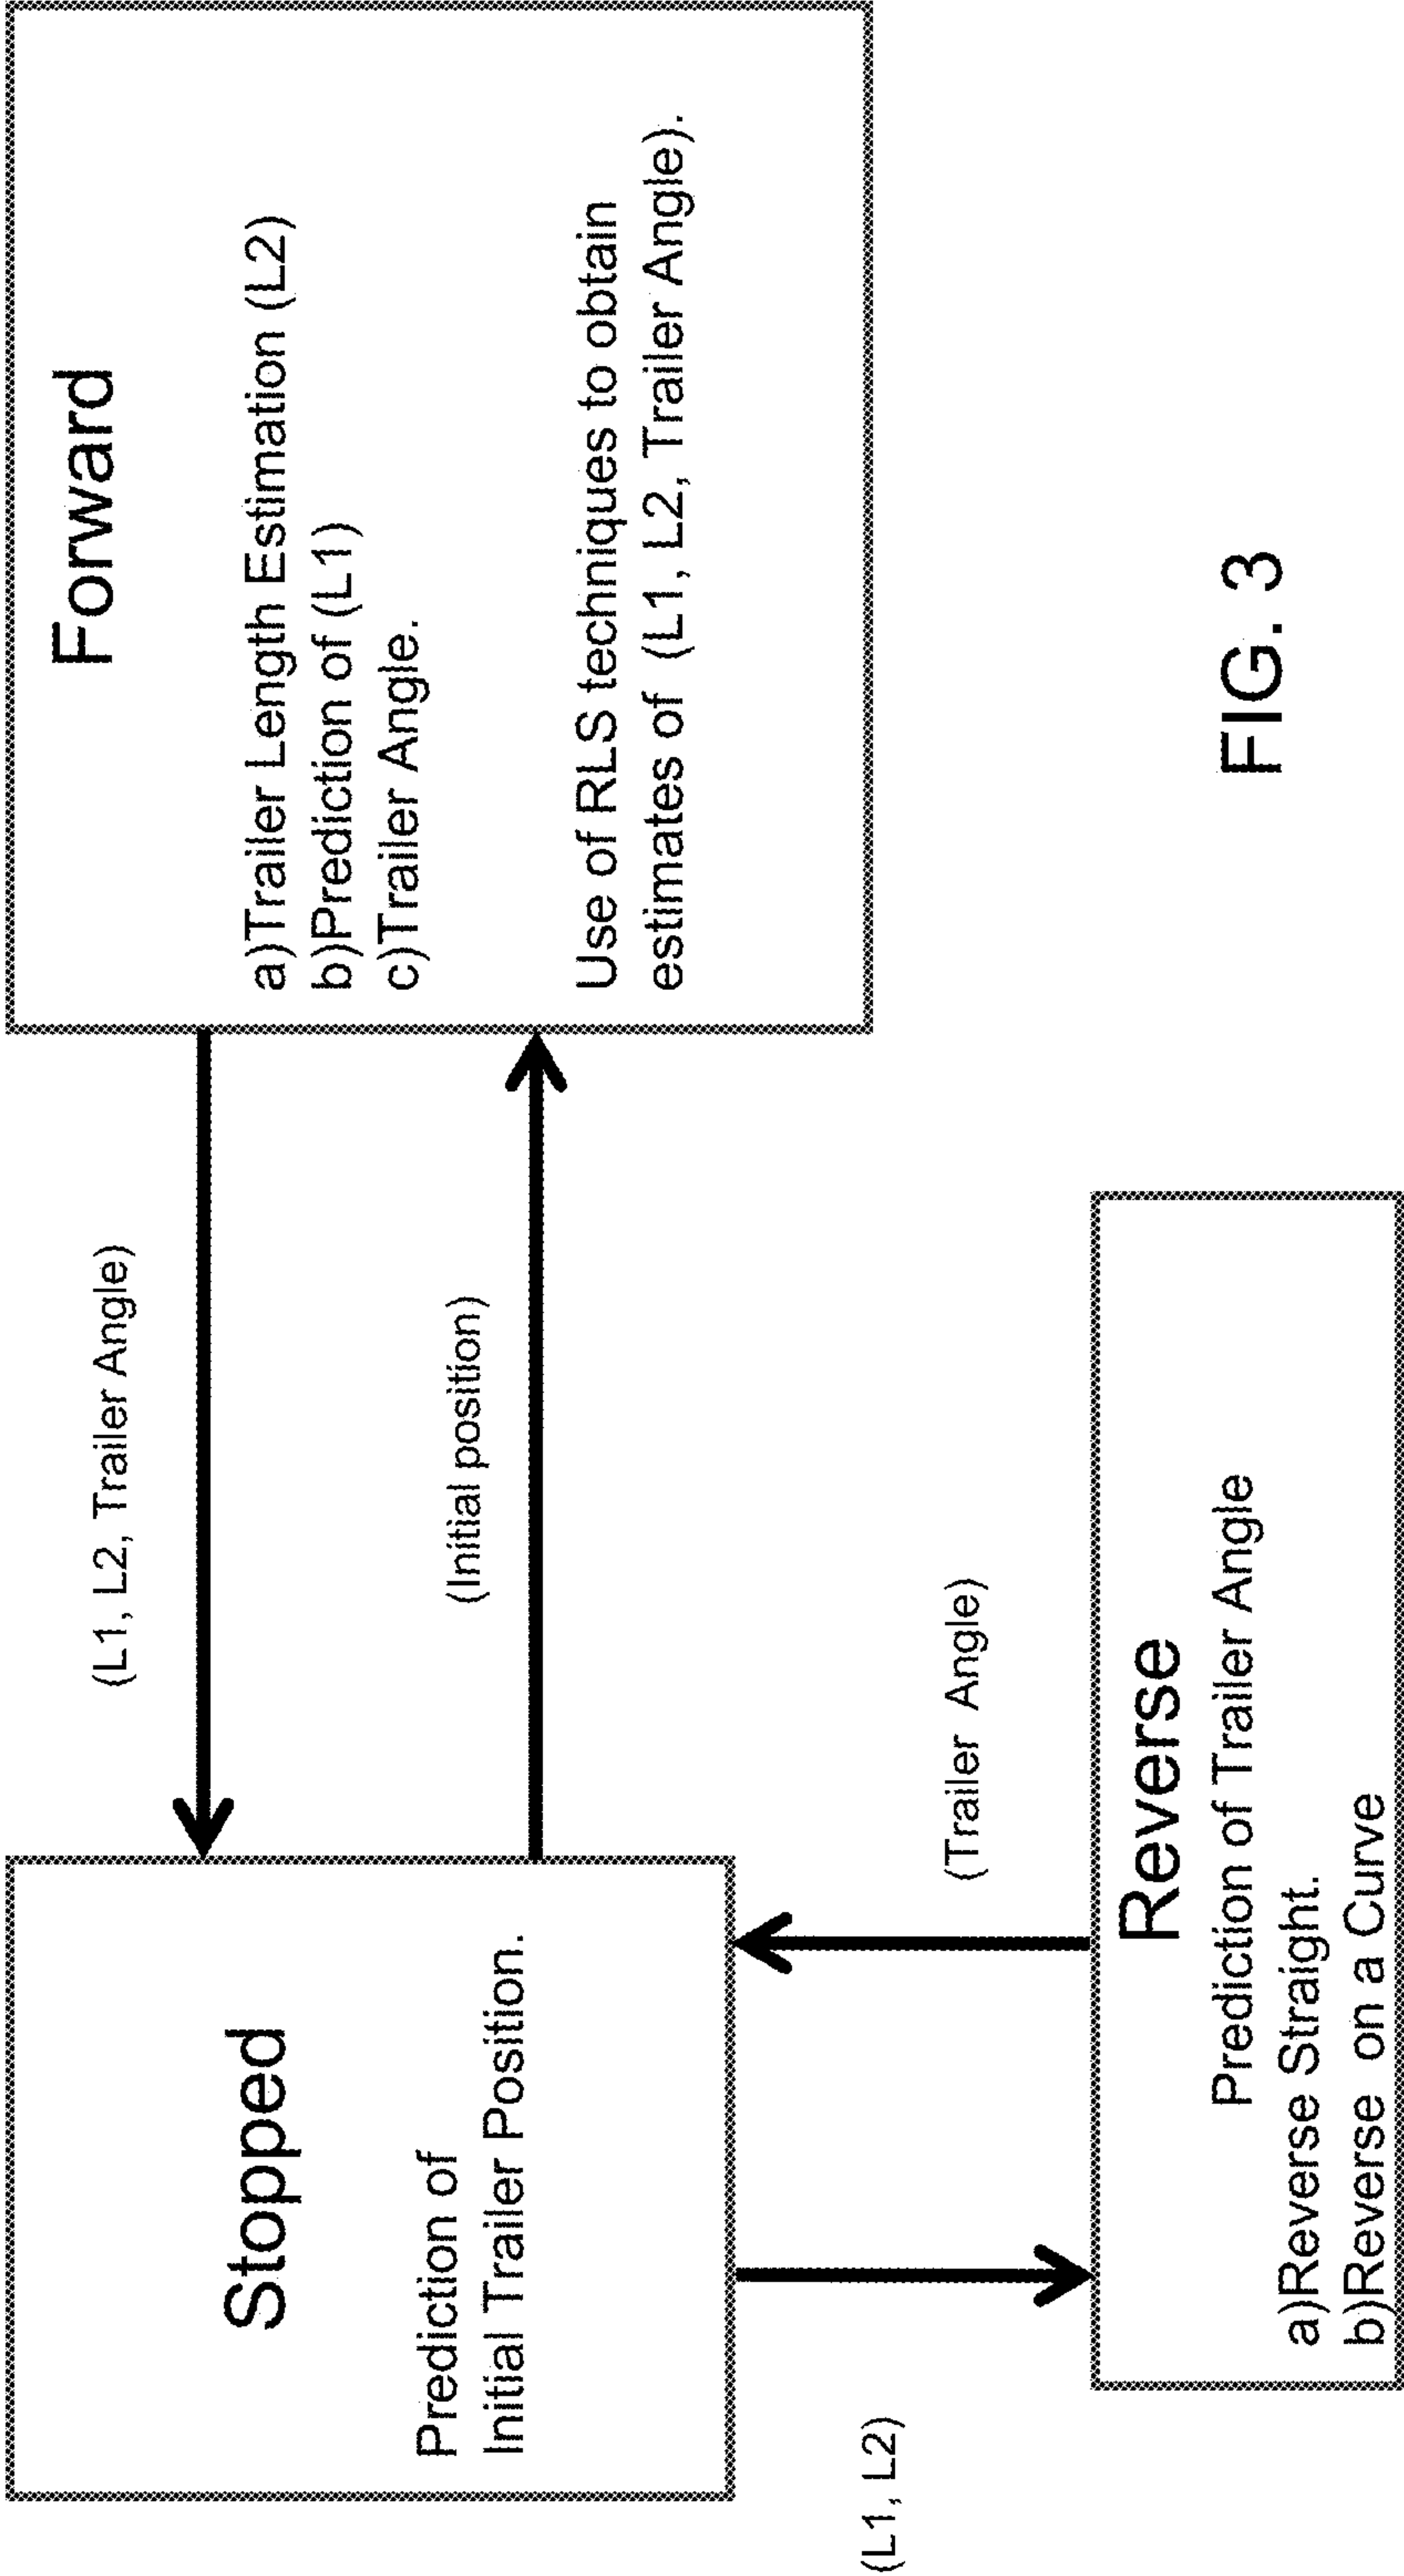 Stopped
Prediction of
Initial Trailer Position.
(L1, L2, Trailer Angle)
(Initial position)
Forward
a)Trailer Length Estimation (L2)
b)Prediction of (L1)
c)Trailer Angle.
Use of RLS techniques to obtain
estimates of (L1, L2, Trailer Angle).
(L1, L2)
(Trailer Angle)
Reverse
Prediction of Trailer Angle
a)Reverse Straight.
b)Reverse on a Curve
FIG. 3